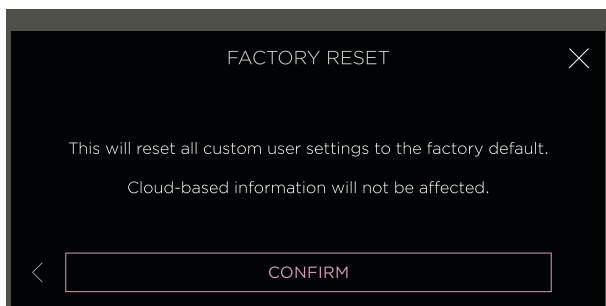 FACTORY RESET
This will reset all custom user settings to the factory default.
Cloud-based information will not be affected.
CONFIRM